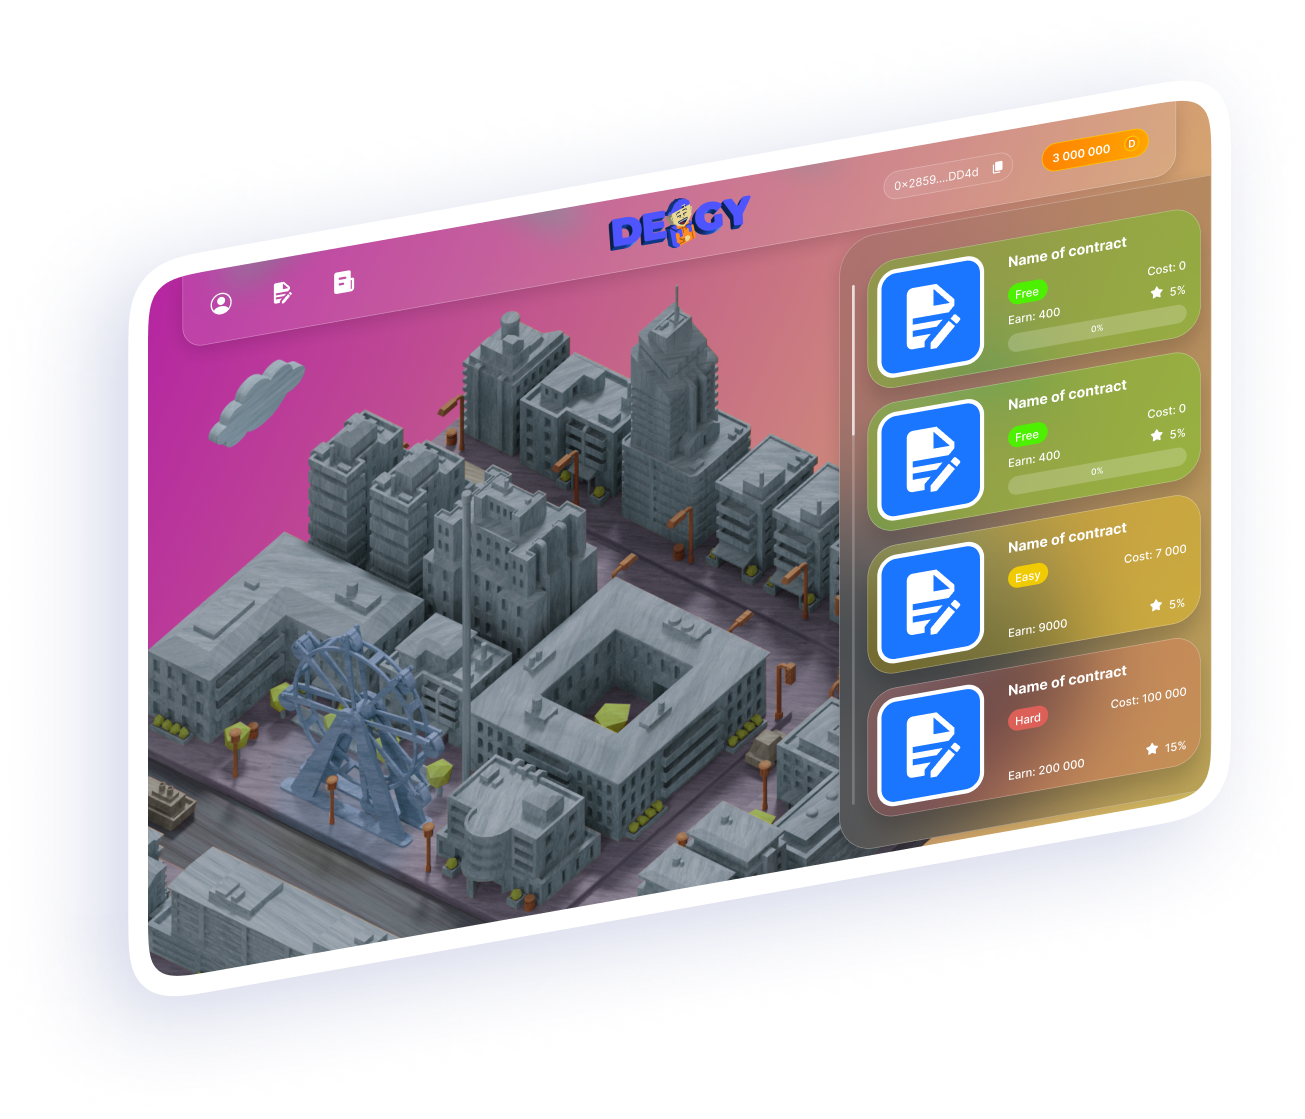 DEGY
0×2859....DD4d
3 000 000 D
Name of contract
Cost: 0
Free
5%
Earn: 400
0%
Name of contract
Cost: 0
Free
5%
Earn: 400
0%
Name of contract
Cost: 7 000
Easy
5%
Earn: 9000
Name of contract
Cost: 100 000
Hard
15%
Earn: 200 000